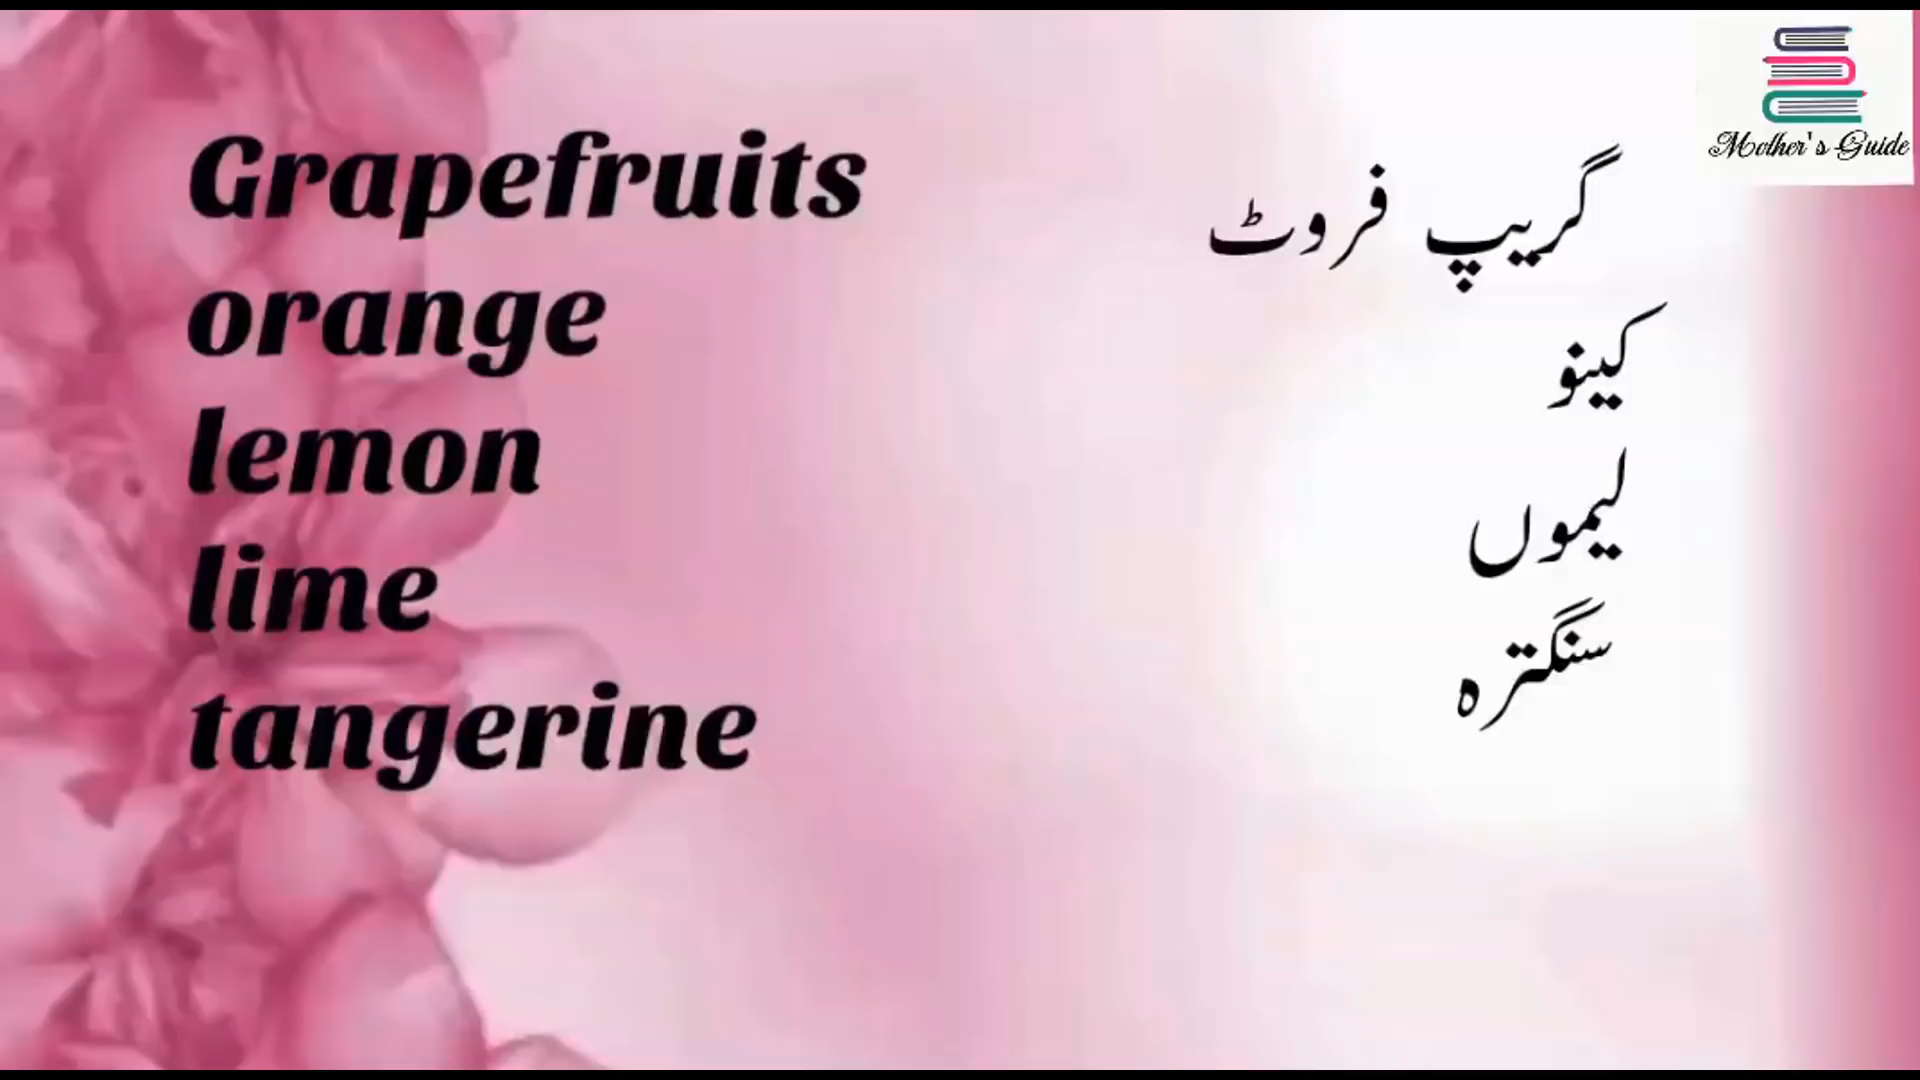 Mother's Guide
Grapefruits
گریپ فروٹ
orange
کینو
lemon
لیموں
lime
سنگترہ
tangerine